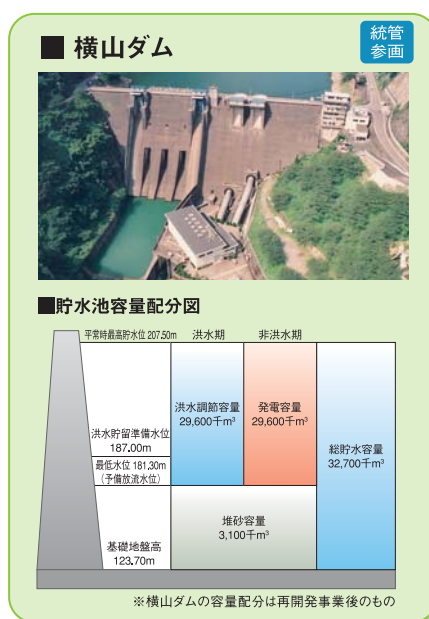 ■ 横山ダム
統管
参画
■貯水池容量配分図
平常時最高貯水位 207.50m
洪水期
非洪水期
洪水調節容量
29,600千m³
発電容量
29,600千m³
総貯水容量
32,700千m³
洪水貯留準備水位
187.00m
最低水位 181.30m
(予備放流水位)
堆砂容量
3,100千m³
基礎地盤高
123.70m
※横山ダムの容量配分は再開発事業後のもの